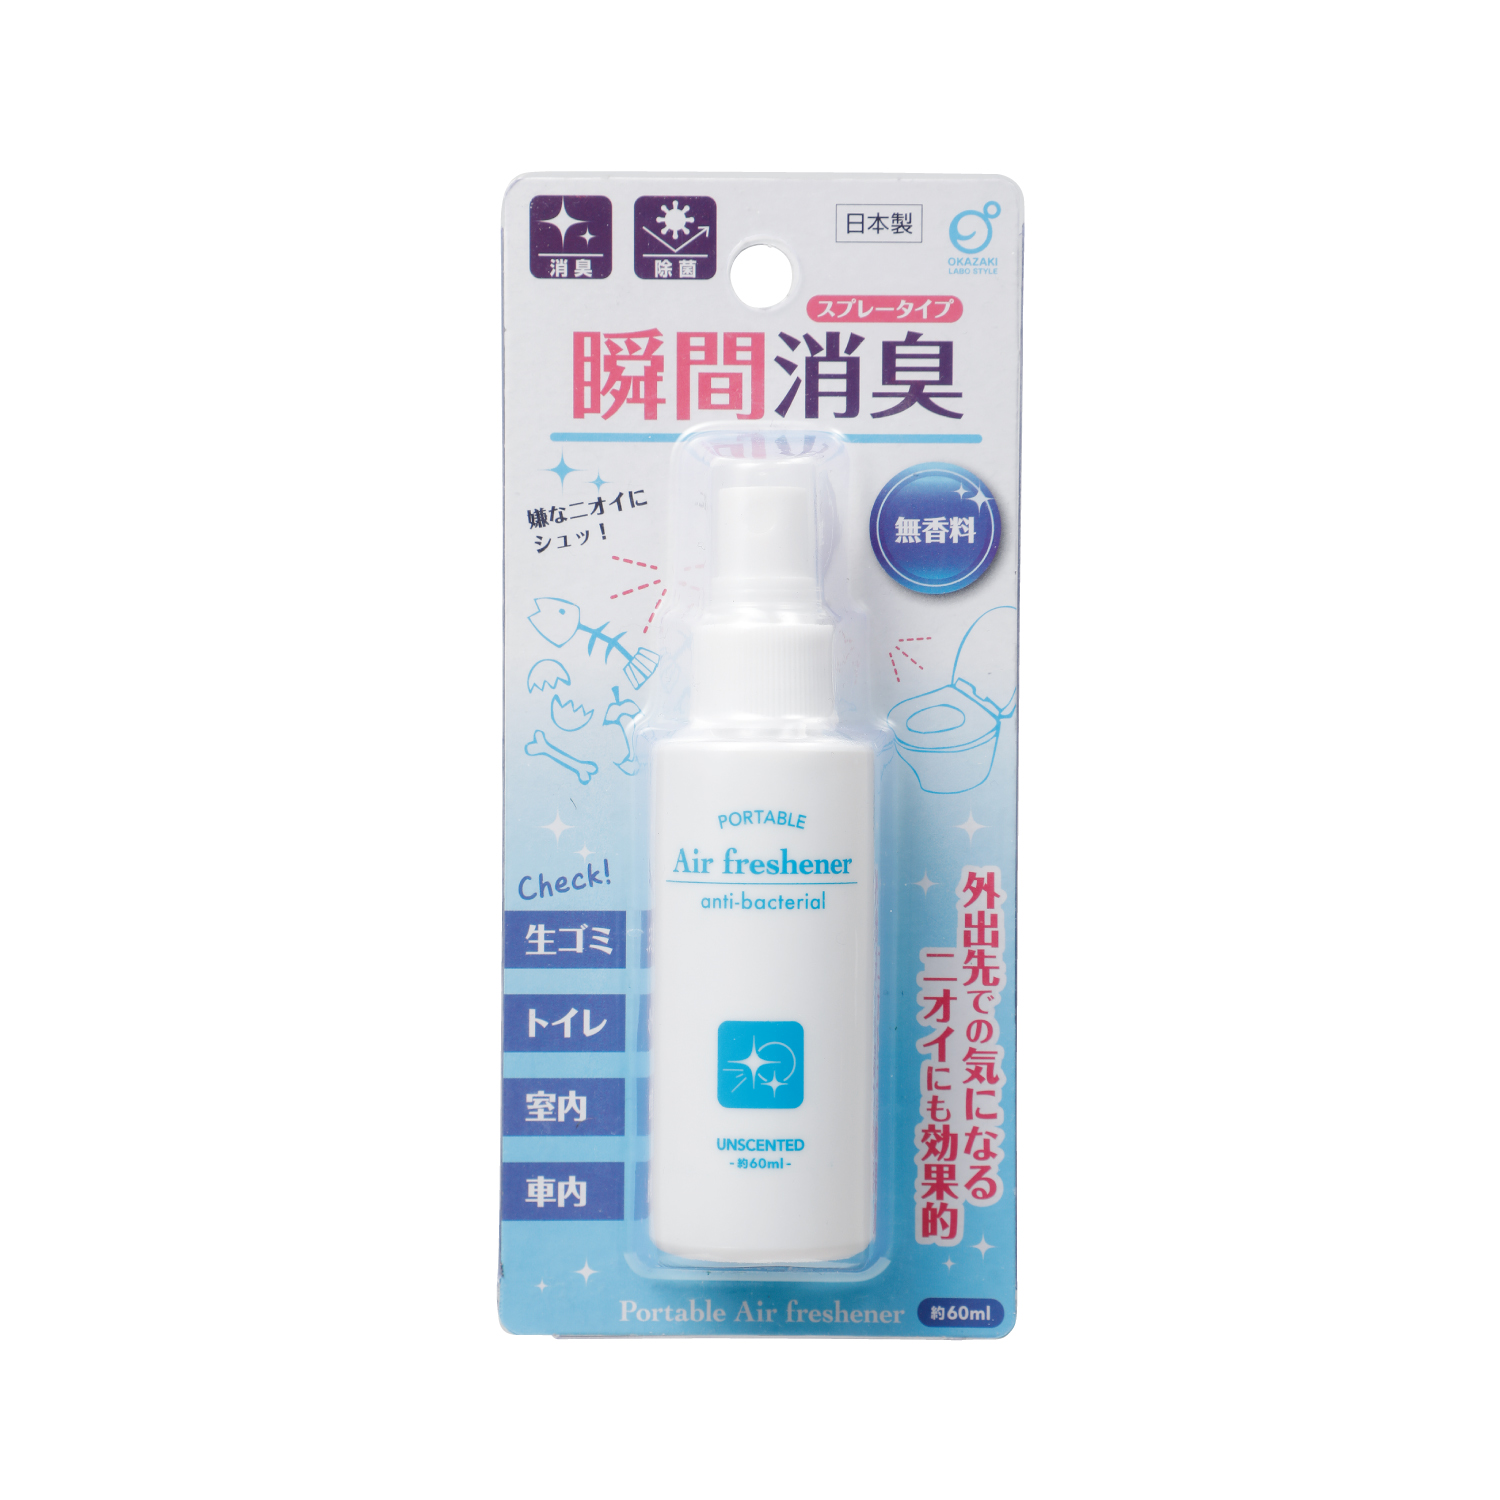 消臭
除菌
日本製
OKAZAKI
LABO STYLE
スプレータイプ
瞬間消臭
嫌なニオイに
シュッ！
無香料
PORTABLE
Air freshener
anti-bacterial
UNSCENTED
-約60ml-
Check!
生ゴミ
トイレ
室内
車内
外出先での気になる
ニオイにも効果的
Portable Air freshener
約60ml